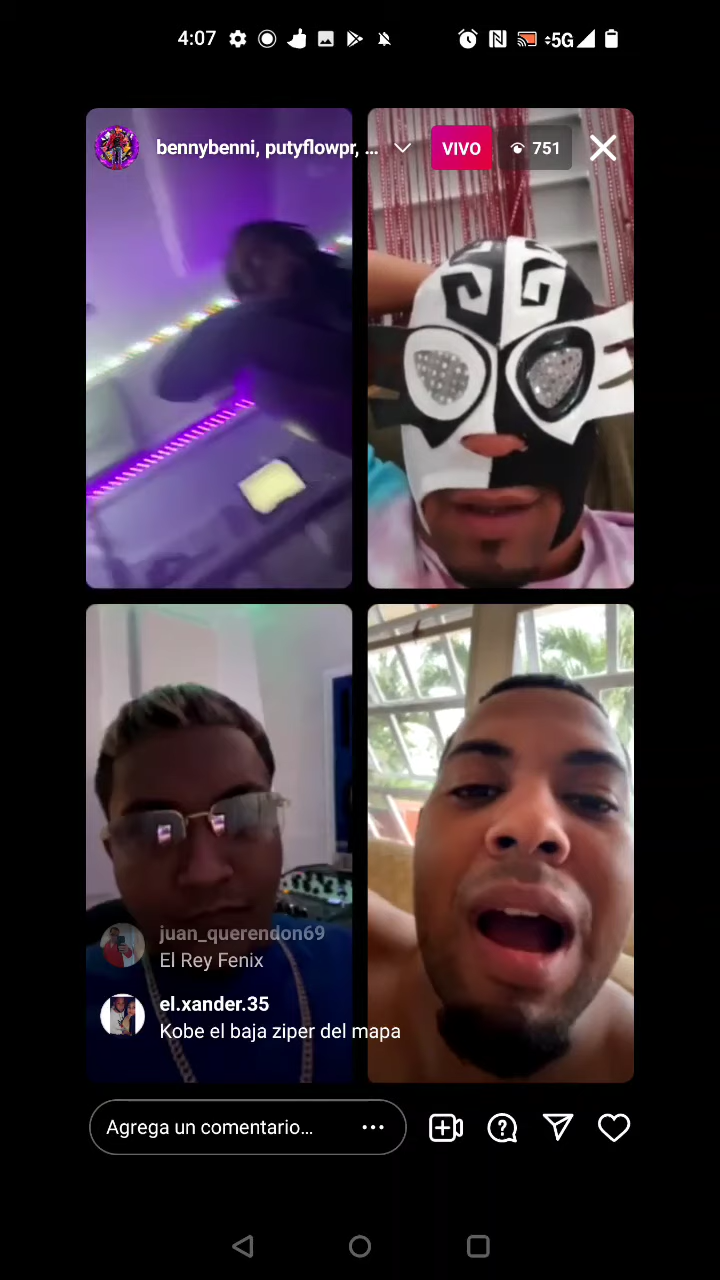 4:07
5G
bennybenni, putyflowpr, ...
VIVO
751
juan_querendon69
El Rey Fenix
el.xander.35
Kobe el baja ziper del mapa
Agrega un comentario...